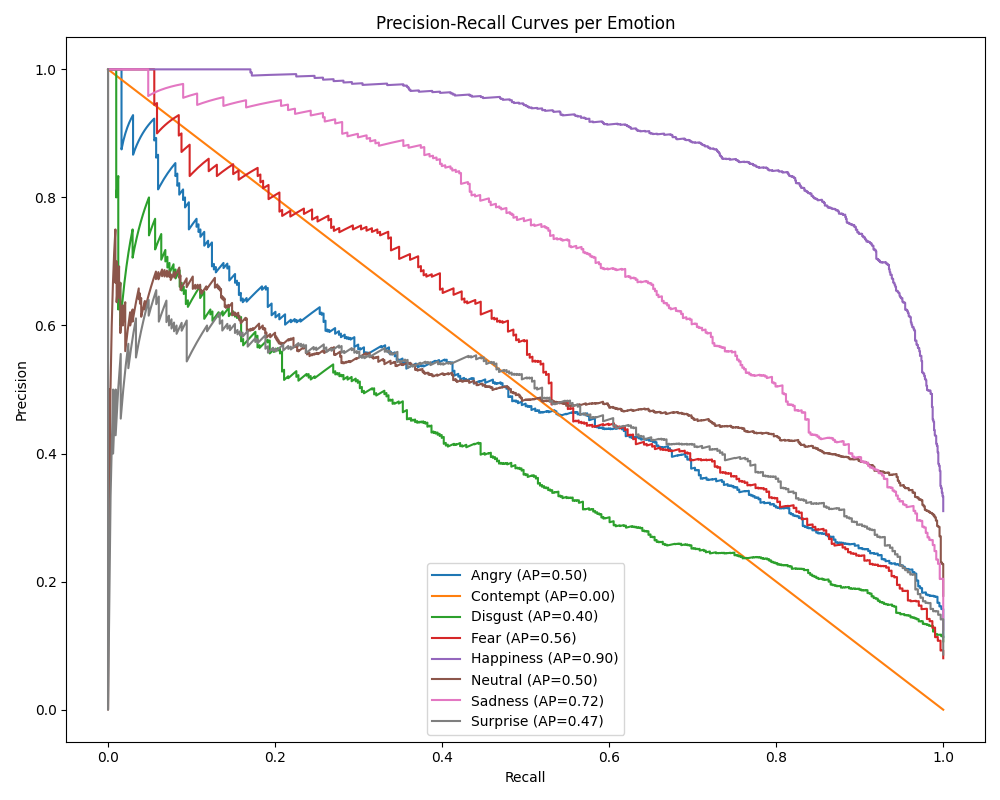 Precision-Recall Curves per Emotion
1.0
0.8
0.6
0.4
0.2
0.0
Precision
Angry (AP=0.50)
Contempt (AP=0.00)
Disgust (AP=0.40)
Fear (AP=0.56)
Happiness (AP=0.90)
Neutral (AP=0.50)
Sadness (AP=0.72)
Surprise (AP=0.47)
0.0 0.2 0.4 0.6 0.8 1.0
Recall